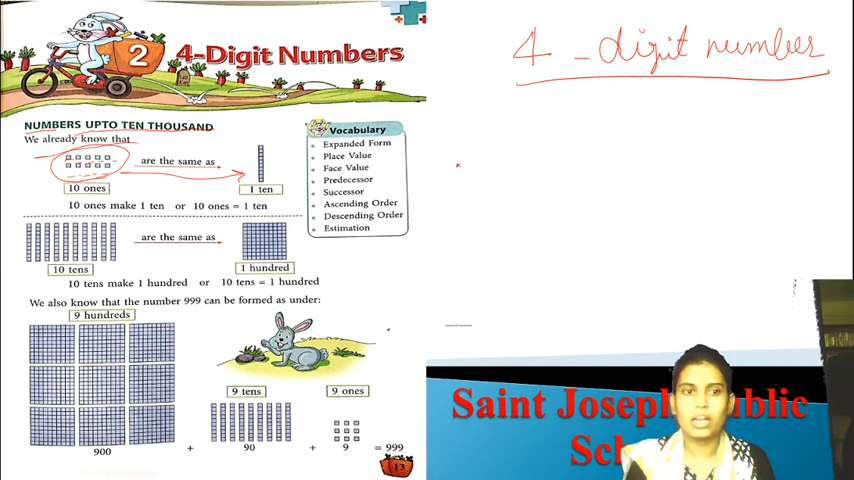 2
4-Digit Numbers
NUMBERS UPTO TEN THOUSAND
We already know that
are the same as
10 ones
1 ten
10 ones make 1 ten or 10 ones = 1 ten
Vocabulary
Expanded Form
Place Value
Face Value
Predecessor
Successor
Ascending Order
Descending Order
Estimation
are the same as
10 tens
1 hundred
10 tens make 1 hundred or 10 tens = 1 hundred
We also know that the number 999 can be formed as under:
9 hundreds
9 tens
9 ones
900 + 90 + 9 = 999
13
4 - digit number
Saint Joseph Public